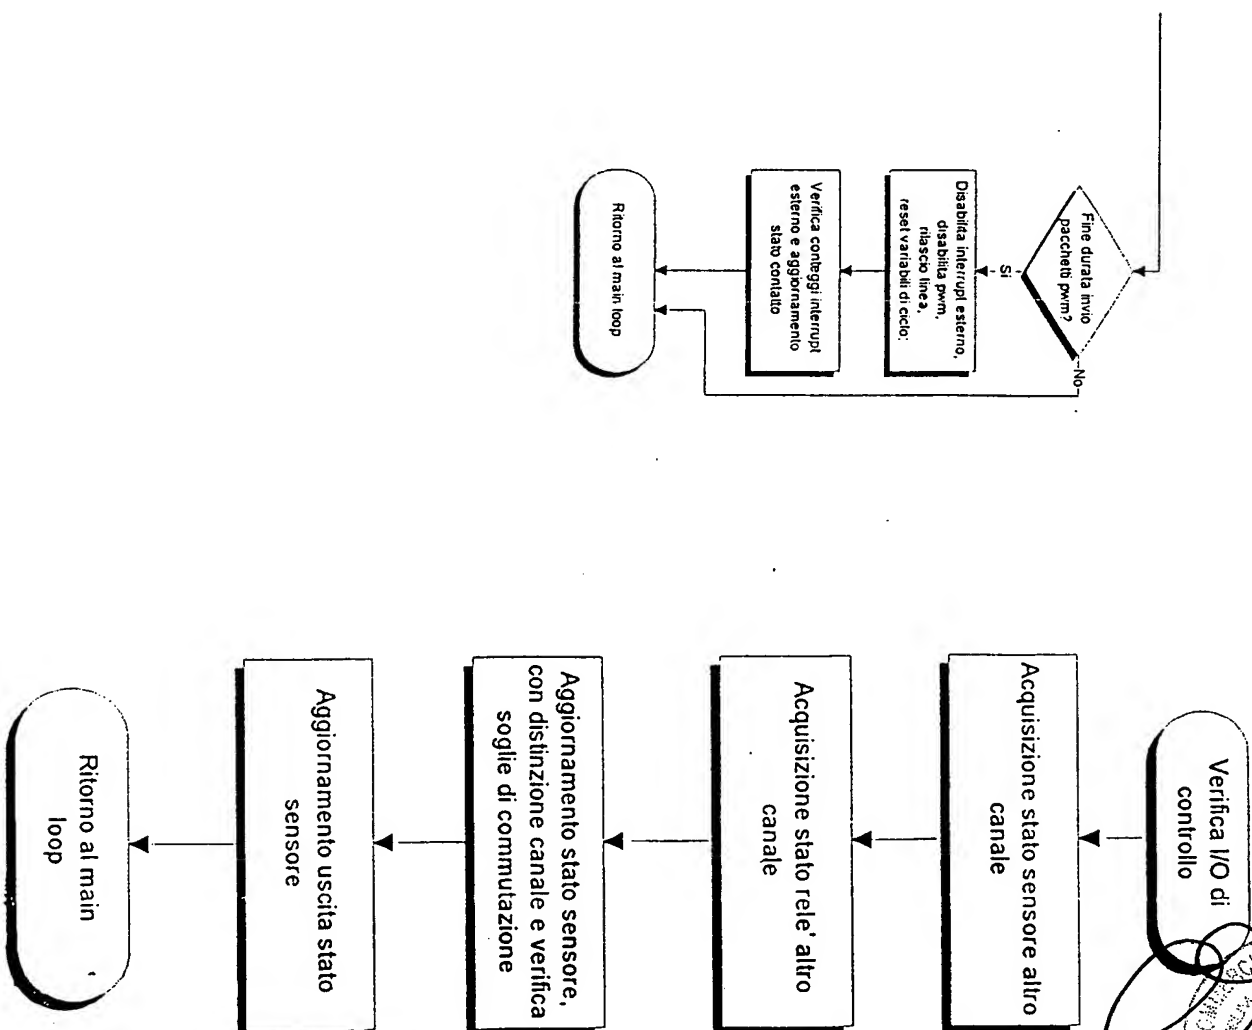 Fine durata invio
pacchetti pwm?
Si
No
Disabilita interrupt esterno,
disabilita pwm,
rilascio linea,
reset variabili di ciclo;
Verifica conteggi interrupt
esterno e aggiornamento
stato contatto
Ritorno al main loop
Verifica I/O di
controllo
Acquisizione stato sensore altro
canale
Acquisizione stato rele' altro
canale
Aggiornamento stato sensore,
con distinzione canale e verifica
soglie di commutazione
Aggiornamento uscita stato
sensore
Ritorno al main
loop